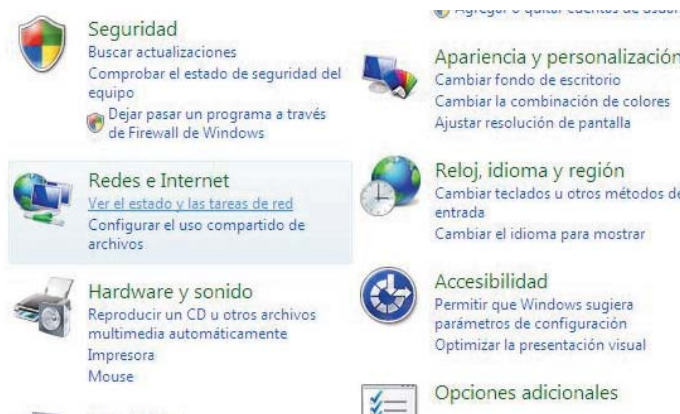 Seguridad
Buscar actualizaciones
Comprobar el estado de seguridad del
equipo
Dejar pasar un programa a través
de Firewall de Windows
Redes e Internet
Ver el estado y las tareas de red
Configurar el uso compartido de
archivos
Hardware y sonido
Reproducir un CD u otros archivos
multimedia automáticamente
Impresora
Mouse
Agregar o quitar cuentas de
Apariencia y personalización
Cambiar fondo de escritorio
Cambiar la combinación de colores
Ajustar resolución de pantalla
Reloj, idioma y región
Cambiar teclados u otros métodos de
entrada
Cambiar el idioma para mostrar
Accesibilidad
Permitir que Windows sugiera
parámetros de configuración
Optimizar la presentación visual
Opciones adicionales